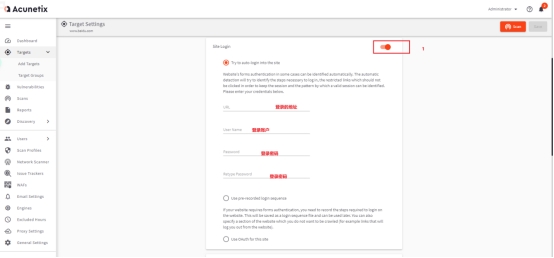 Acunetix
Administrator
Target Settings
Scan
Save
Dashboard
Targets
Add Targets
Target Groups
Vulnerabilities
Scans
Reports
Discovery
Users
Scan Profiles
Network Scanner
Issue Trackers
WAFs
Email Settings
Engines
Excluded Hours
Proxy Settings
General Settings
Site Login
1
Try to auto-login into the site
Website's forms authentication in some cases can be identified automatically. The automatic
detection will try to identify the steps necessary to login, the restricted links which should not
be clicked in order to keep the session and the pattern by which a valid session can be identified.
Please enter your credentials below.
URL
登录的地址
User Name 登录账户
Password 登录密码
Retype Password 登录密码
Use pre-recorded login sequence
If your website requires forms authentication, you need to record the steps required to login on
the website. This will be saved as a login sequence file and can be used later. You can also
specify a section of the website which you do not want to be crawled (for example links that will
log you out from the website).
Use OAuth for this site